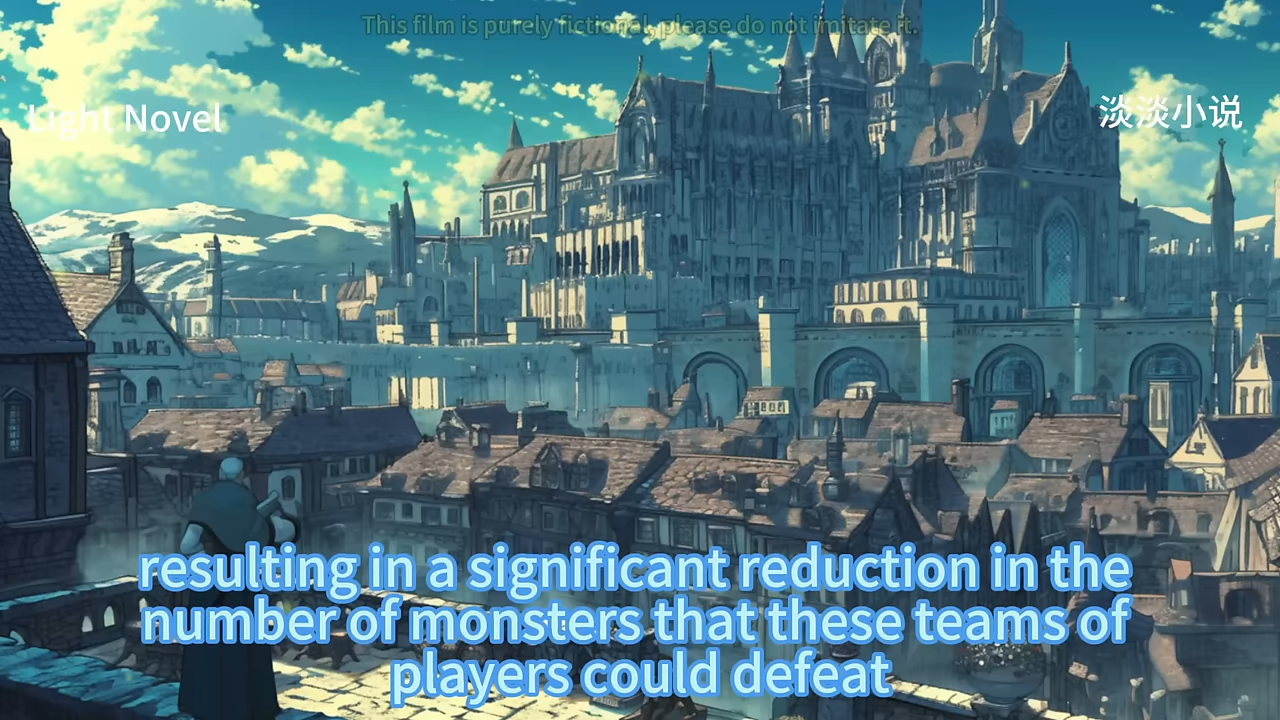 This film is purely fictional, please do not imitate it.
Light Novel
淡淡小说
resulting in a significant reduction in the
number of monsters that these teams of
players could defeat